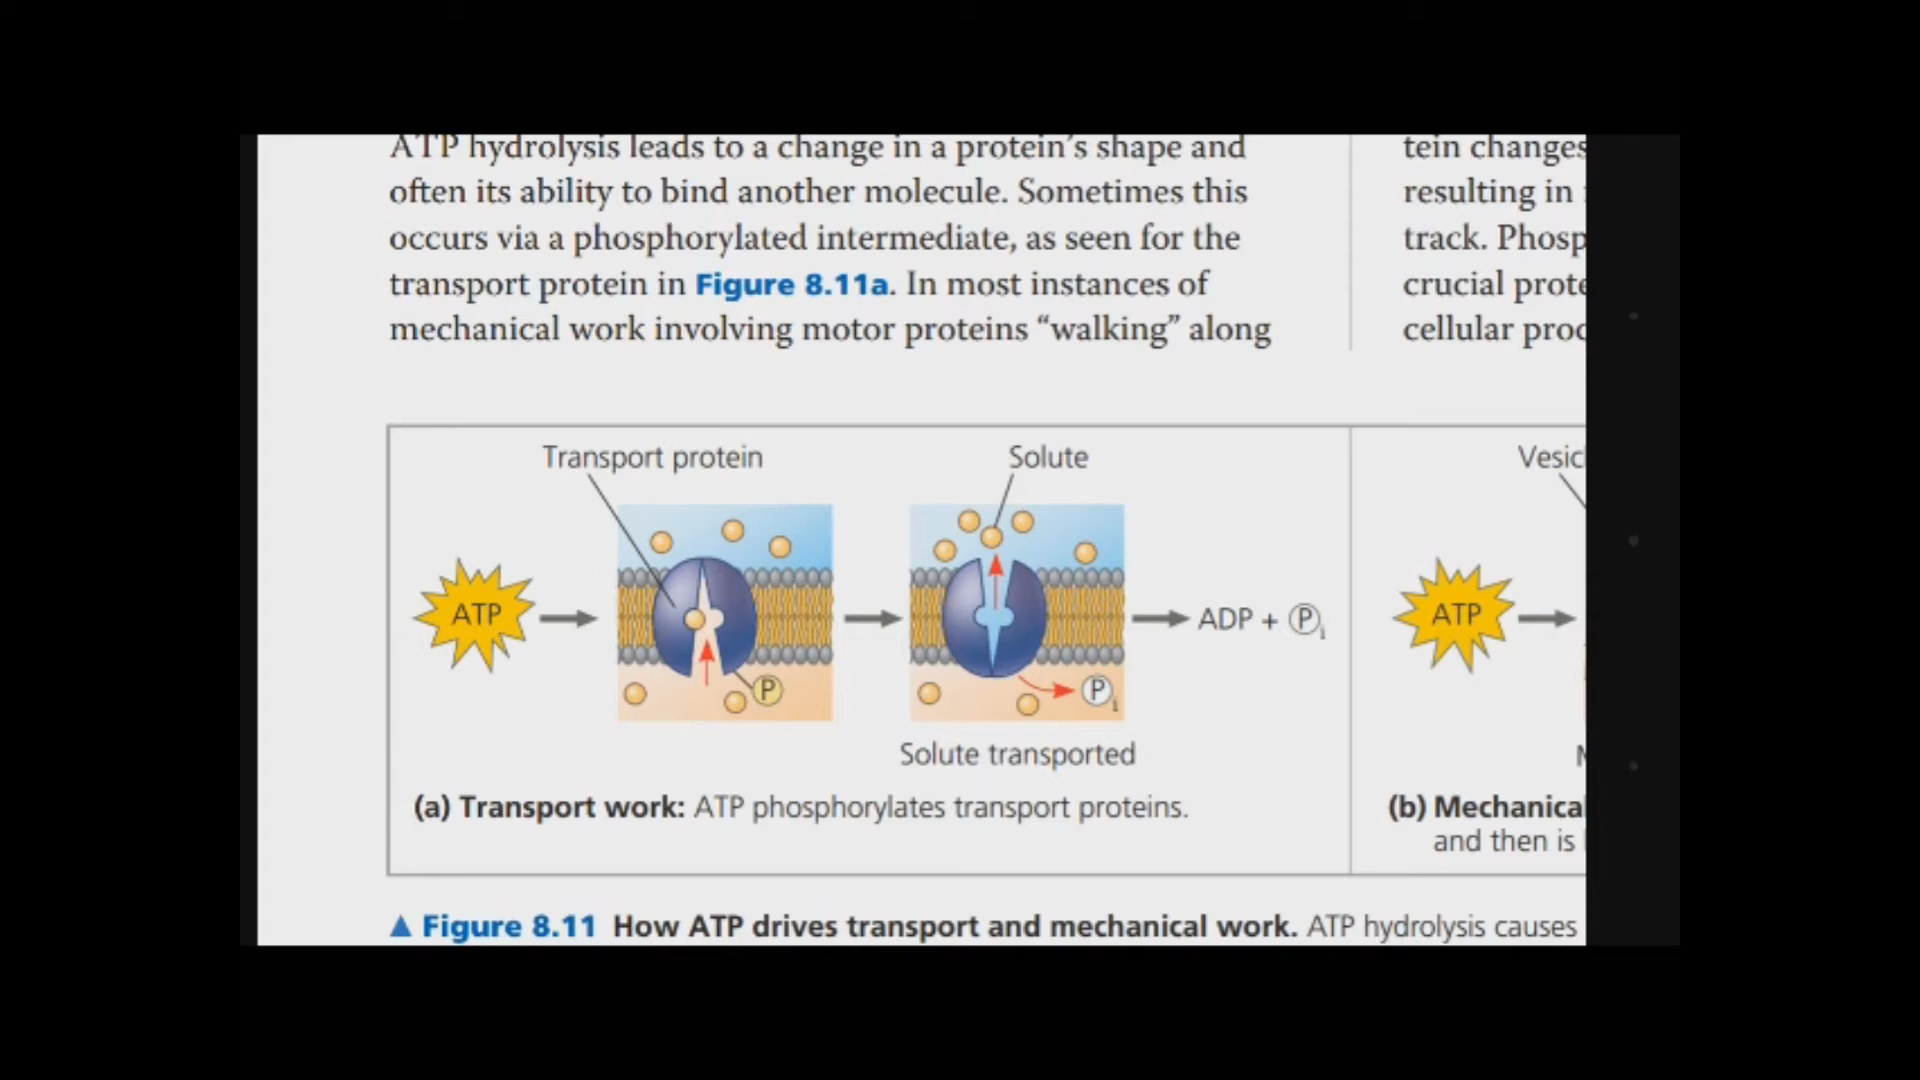 ATP hydrolysis leads to a change in a protein's shape and
often its ability to bind another molecule. Sometimes this
occurs via a phosphorylated intermediate, as seen for the
transport protein in Figure 8.11a. In most instances of
mechanical work involving motor proteins “walking” along
tein changes
resulting in
track. Phosp
crucial prote
cellular proc
Transport protein
Solute
ATP
P
P i
ADP + P i
Solute transported
(a) Transport work: ATP phosphorylates transport proteins.
Vesicl
ATP
(b) Mechanical
and then is
▲ Figure 8.11 How ATP drives transport and mechanical work. ATP hydrolysis causes